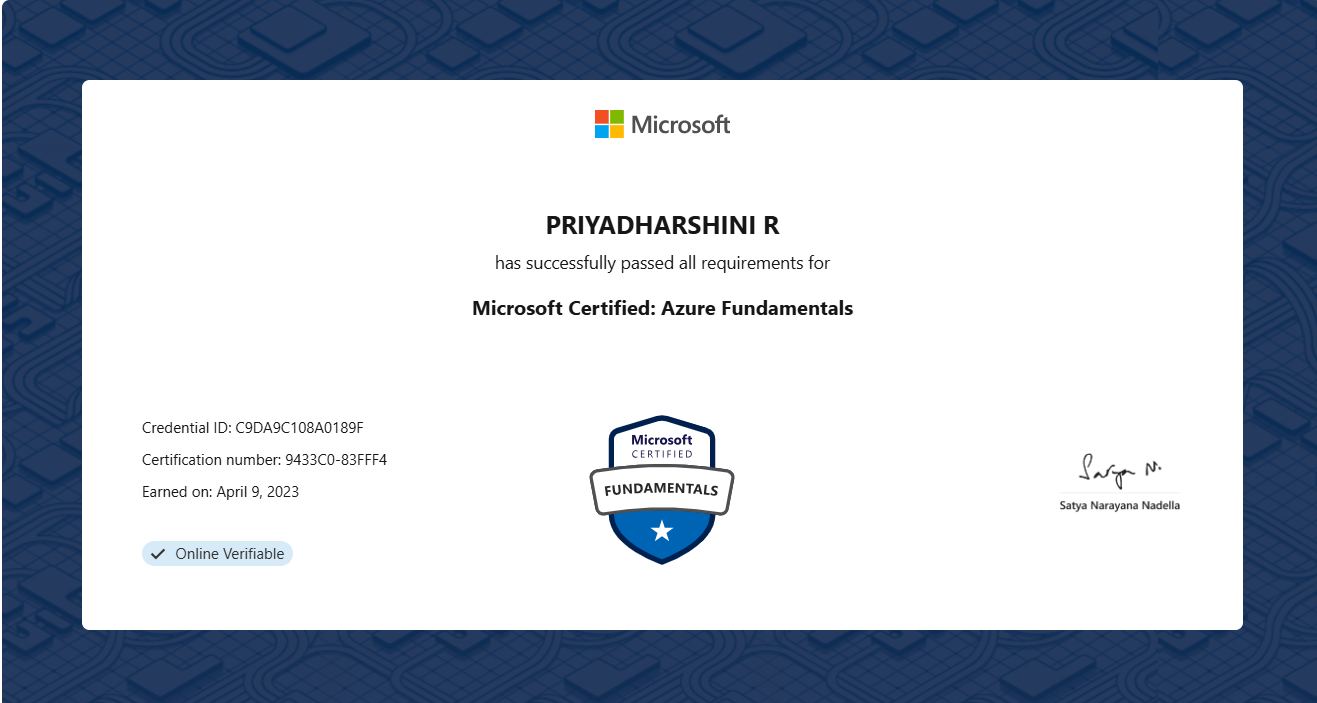 Microsoft
PRIYADHARSHINI R
has successfully passed all requirements for
Microsoft Certified: Azure Fundamentals
Credential ID: C9DA9C108A0189F
Certification number: 9433C0-83FFF4
Earned on: April 9, 2023
Online Verifiable
Microsoft
CERTIFIED
FUNDAMENTALS
Satya N.
Satya Narayana Nadella